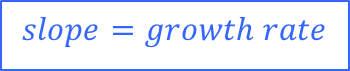 slope = growth rate